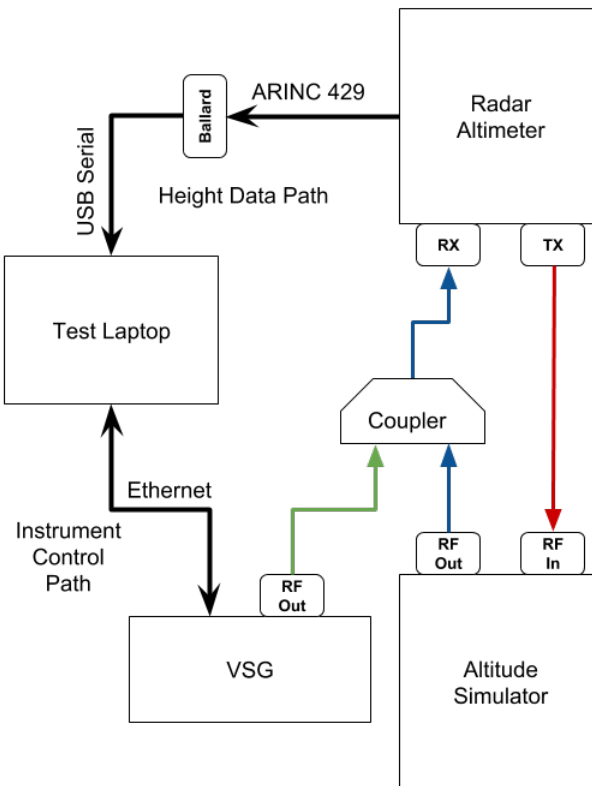 ARINC 429
Ballard
Radar
Altimeter
USB Serial
Height Data Path
RX
TX
Test Laptop
Coupler
Ethernet
Instrument
Control
Path
RF
Out
RF
Out
RF
In
VSG
Altitude
Simulator